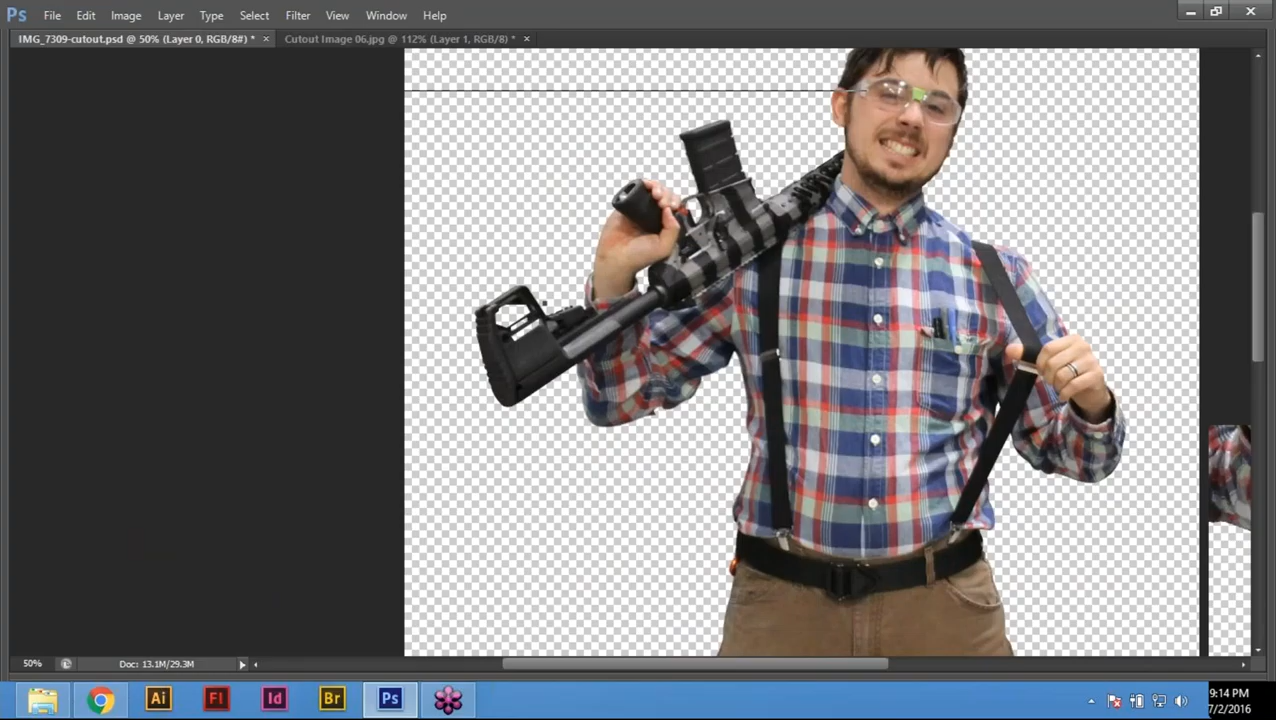 Ps File Edit Image Layer Type Select Filter View Window Help
IMG_7309-cutout.psd @ 50% (Layer 0, RGB/8#) * × Cutout Image 06.jpg @ 112% (Layer 1, RGB/8) * ×
50% Doc: 13.1M/29.3M
Ai Fl Id Br Ps
9:14 PM
7/2/2016